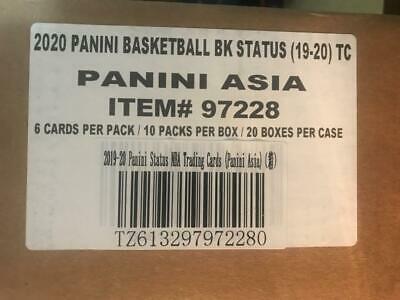 2020 PANINI BASKETBALL BK STATUS (19-20) TC
PANINI ASIA
ITEM# 97228
6 CARDS PER PACK / 10 PACKS PER BOX / 20 BOXES PER CASE
2019-20 Panini Status NBA Trading Cards (Panini Asia)
TZ613297972280